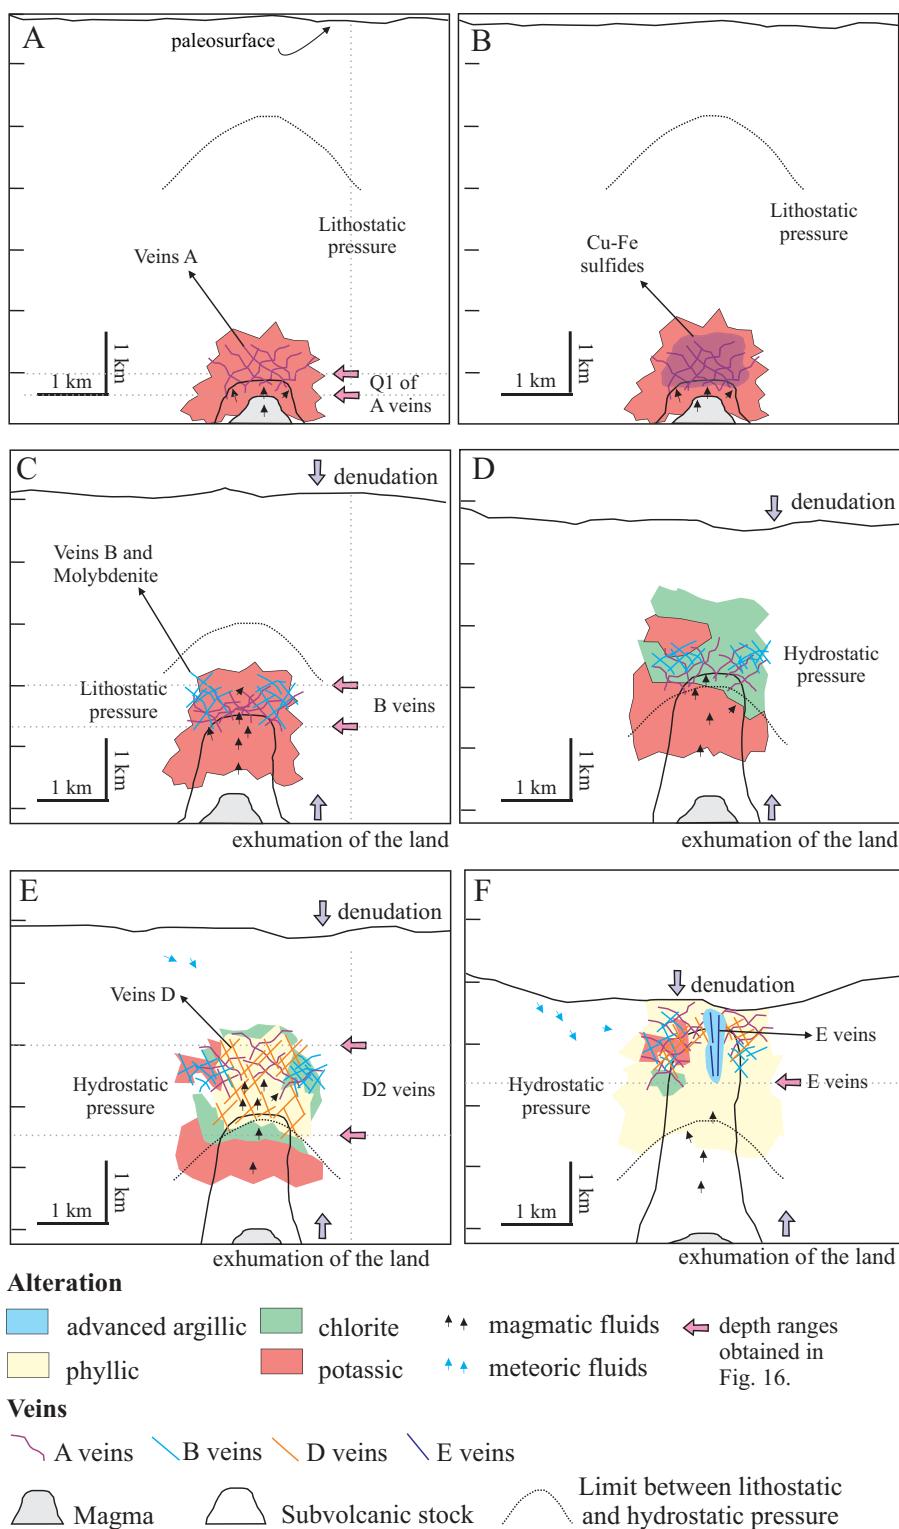 A
paleosurface
Lithostatic
pressure
Veins A
1 km
1 km
Q1 of
A veins
B
Lithostatic
pressure
Cu-Fe
sulfides
1 km
1 km
C
denudation
Veins B and
Molybdenite
Lithostatic
pressure
B veins
1 km
1 km
exhumation of the land
D
denudation
Hydrostatic
pressure
1 km
1 km
exhumation of the land
E
denudation
Veins D
Hydrostatic
pressure
D2 veins
1 km
1 km
exhumation of the land
F
denudation
E veins
Hydrostatic
pressure
E veins
1 km
1 km
exhumation of the land
Alteration
advanced argillic
chlorite
magmatic fluids
depth ranges
obtained in
Fig. 16.
phyllic
potassic
meteoric fluids
Veins
A veins
B veins
D veins
E veins
Magma
Subvolcanic stock
Limit between lithostatic
and hydrostatic pressure